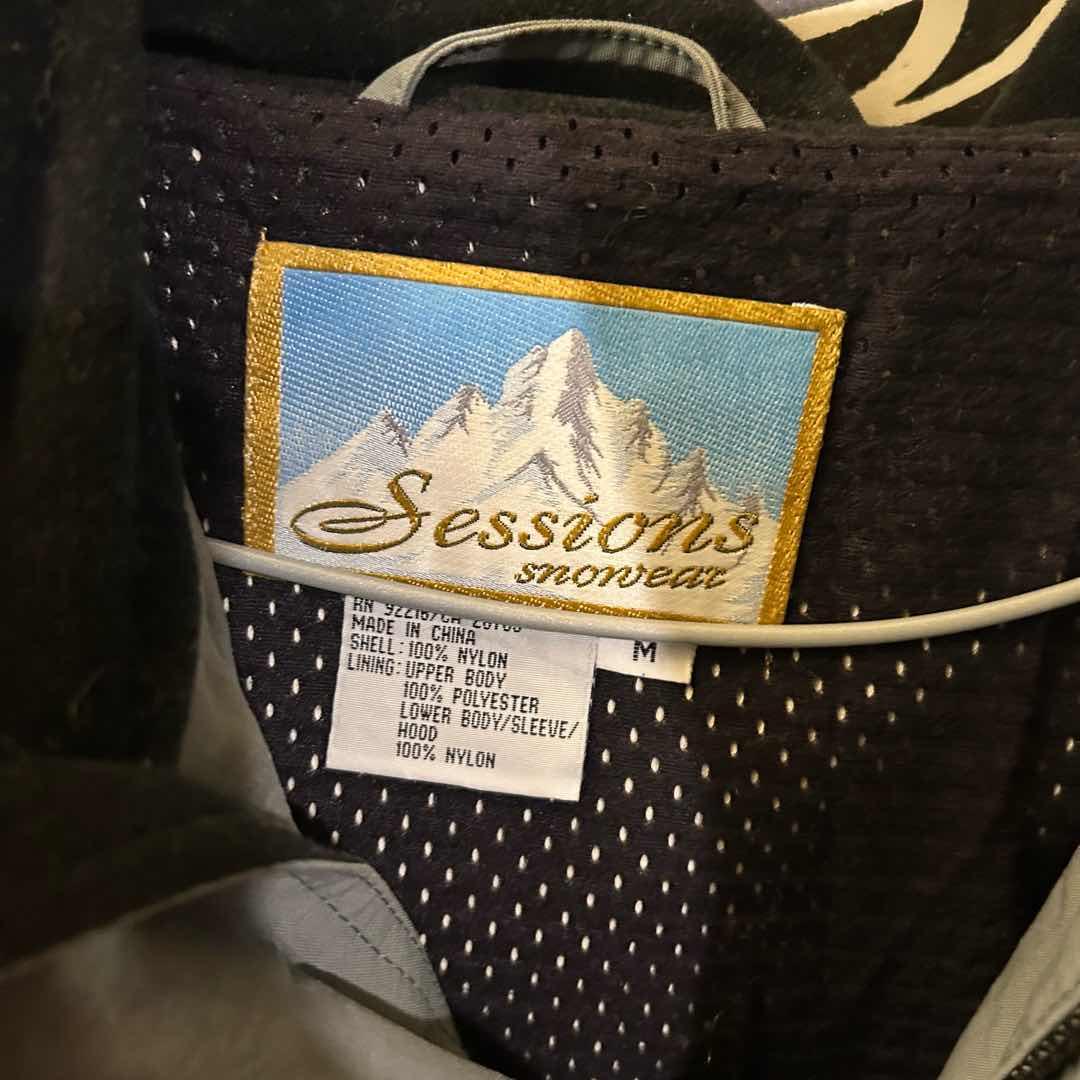 Sessions
snowear
MADE IN CHINA
M
SHELL: 100% NYLON
LINING: UPPER BODY
100% POLYESTER
LOWER BODY/SLEEVE/
HOOD
100% NYLON